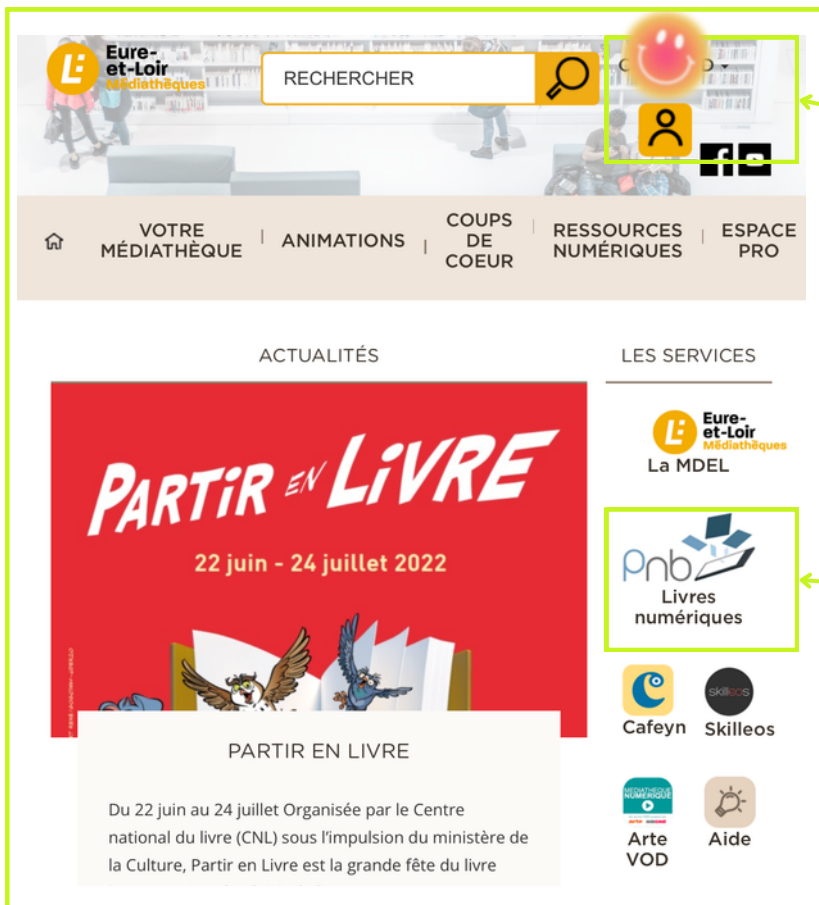 Eure-
et-Loir
Médiathèques
RECHERCHER
VOTRE
MÉDIATHÈQUE
ANIMATIONS
COUPS
DE
COEUR
RESSOURCES
NUMÉRIQUES
ESPACE
PRO
ACTUALITÉS
PARTiR EN LiVRE
22 juin - 24 juillet 2022
PARTIR EN LIVRE
Du 22 juin au 24 juillet Organisée par le Centre
national du livre (CNL) sous l'impulsion du ministère de
la Culture, Partir en Livre est la grande fête du livre
LES SERVICES
Eure-
et-Loir
Médiathèques
La MDEL
pnb
Livres
numériques
Cafeyn
skilleos
Skilleos
MÉDIATHÈQUE
NUMÉRIQUE
arte
Arte
VOD
Aide